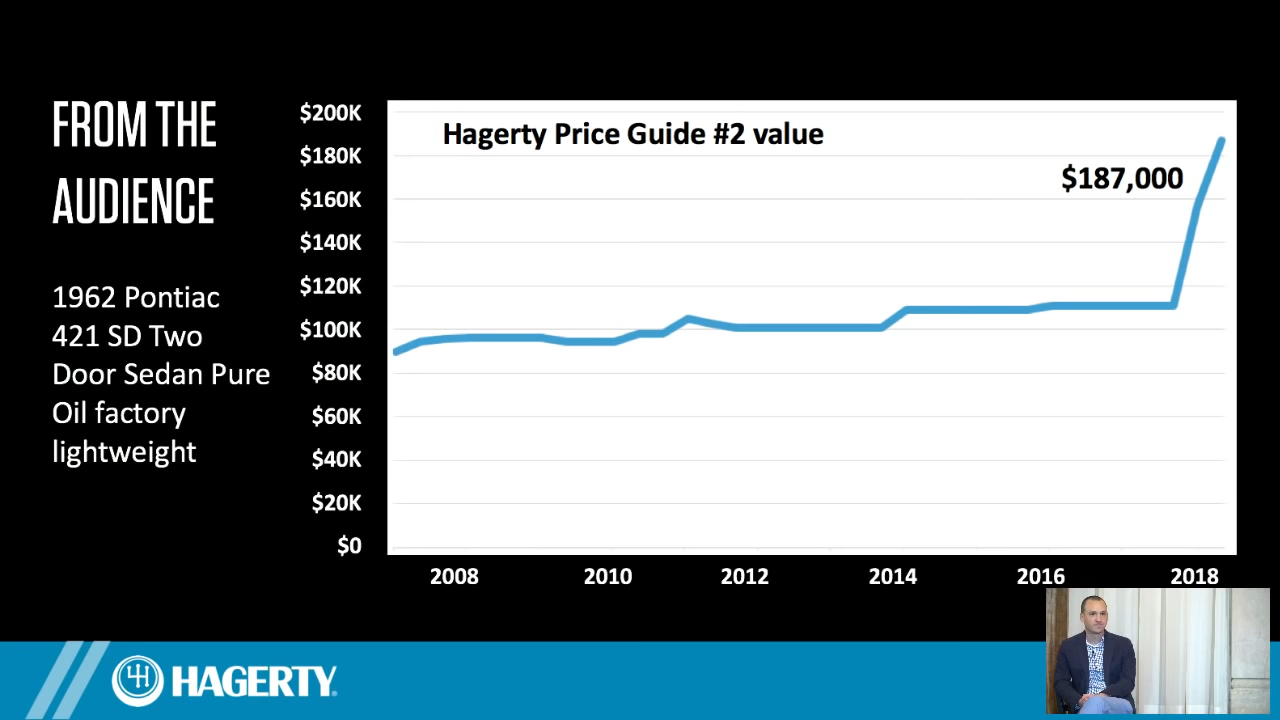 FROM THE
AUDIENCE
1962 Pontiac
421 SD Two
Door Sedan Pure
Oil factory
lightweight
Hagerty Price Guide #2 value
$187,000
$200K
$180K
$160K
$140K
$120K
$100K
$80K
$60K
$40K
$20K
$0
2008 2010 2012 2014 2016 2018
HAGERTY